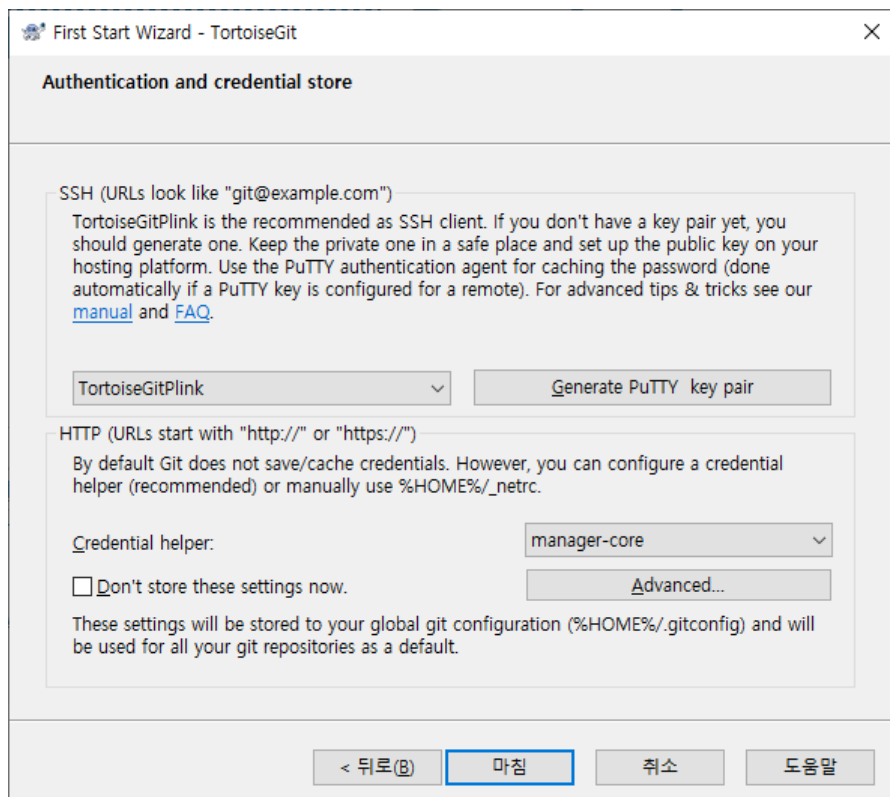 First Start Wizard - TortoiseGit
Authentication and credential store
SSH (URLs look like "git@example.com")
TortoiseGitPlink is the recommended as SSH client. If you don't have a key pair yet, you
should generate one. Keep the private one in a safe place and set up the public key on your
hosting platform. Use the PuTTY authentication agent for caching the password (done
automatically if a PuTTY key is configured for a remote). For advanced tips & tricks see our
manual and FAQ.
TortoiseGitPlink
Generate PuTTY key pair
HTTP (URLs start with "http://" or "https://")
By default Git does not save/cache credentials. However, you can configure a credential
helper (recommended) or manually use %HOME%/_netrc.
Credential helper:
manager-core
Don't store these settings now.
Advanced...
These settings will be stored to your global git configuration (%HOME%/.gitconfig) and will
be used for all your git repositories as a default.
< 뒤로(B)
마침
취소
도움말